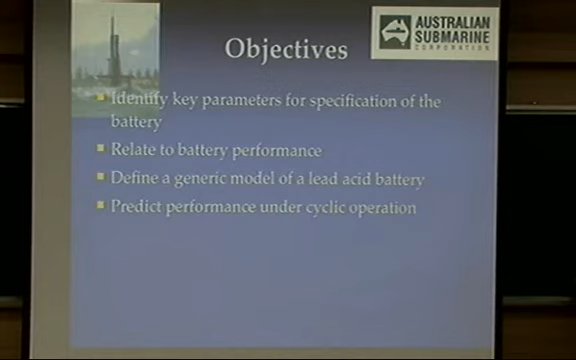 Objectives
AUSTRALIAN
SUBMARINE
CORPORATION
Identify key parameters for specification of the
battery
Relate to battery performance
Define a generic model of a lead acid battery
Predict performance under cyclic operation